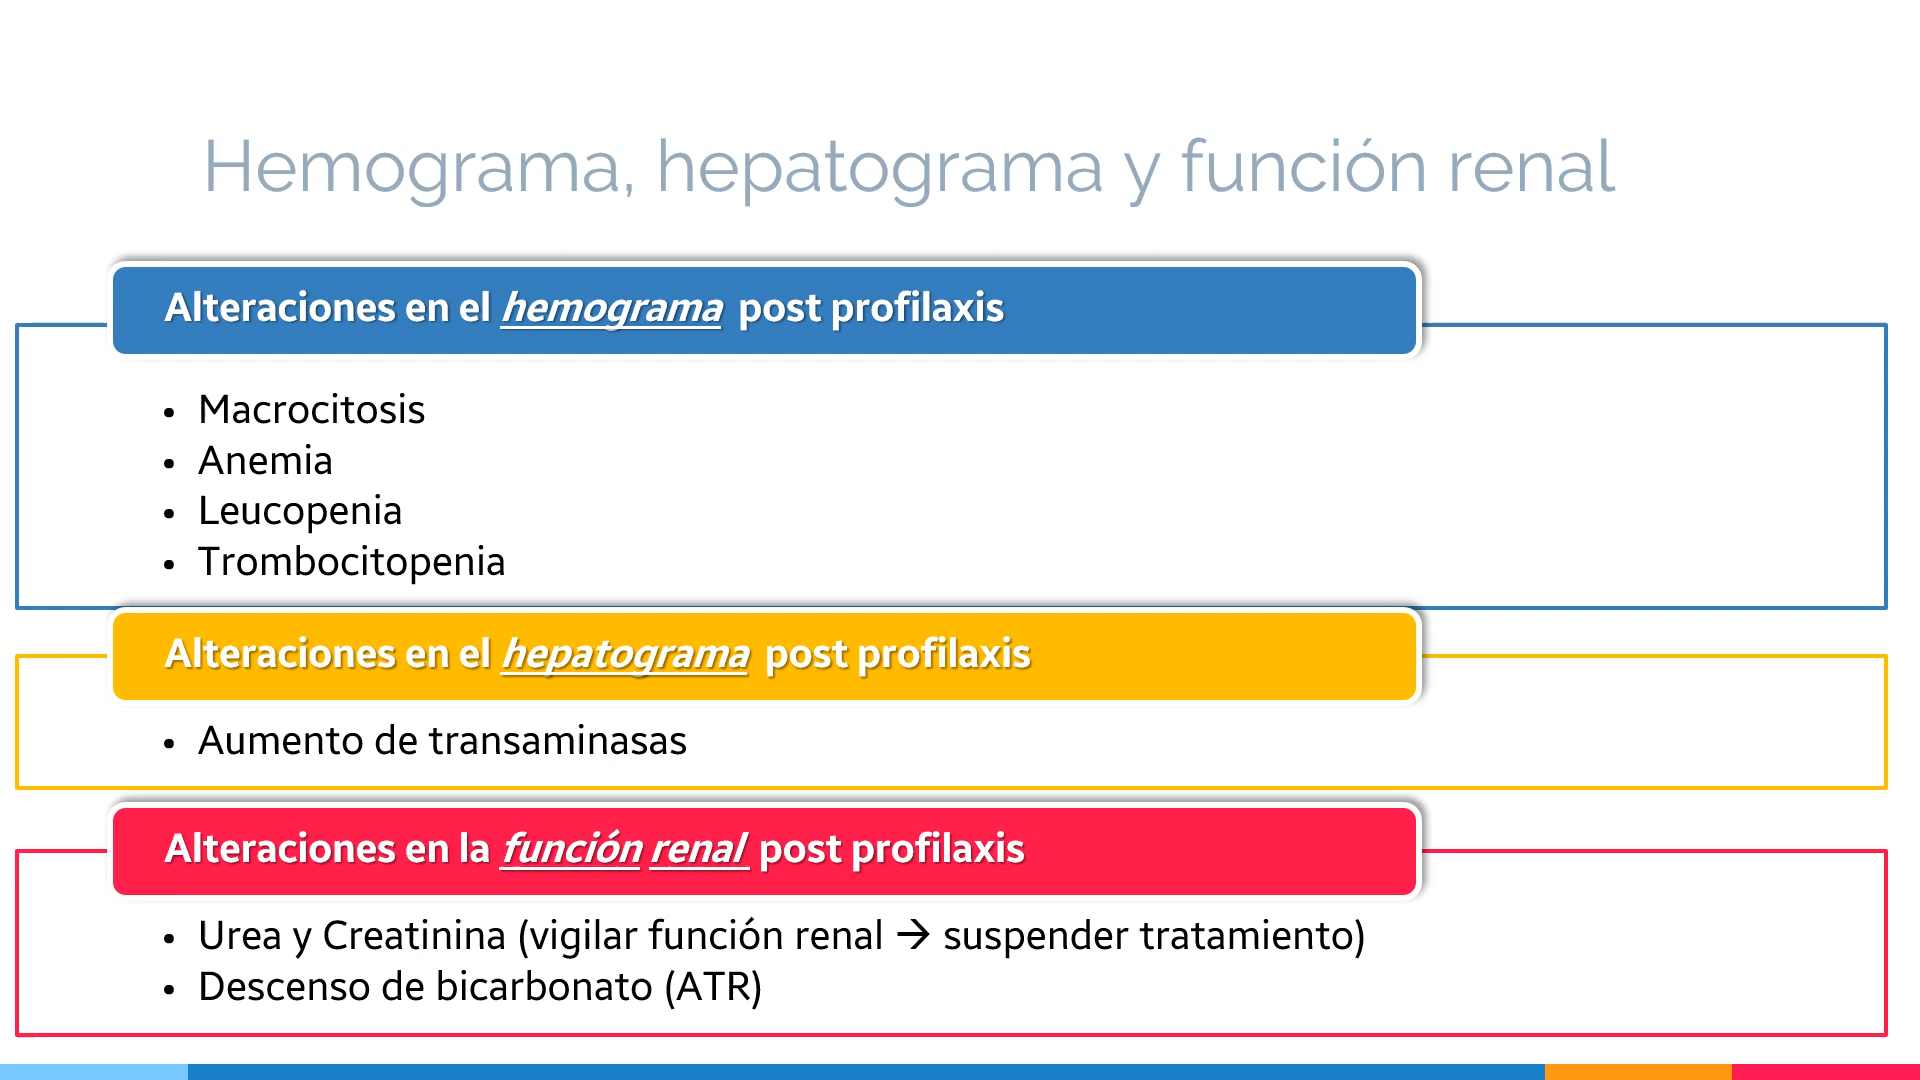 Hemograma, hepatograma y función renal
Alteraciones en el hemograma post profilaxis
• Macrocitosis
• Anemia
• Leucopenia
• Trombocitopenia
Alteraciones en el hepatograma post profilaxis
• Aumento de transaminasas
Alteraciones en la función renal post profilaxis
• Urea y Creatinina (vigilar función renal → suspender tratamiento)
• Descenso de bicarbonato (ATR)